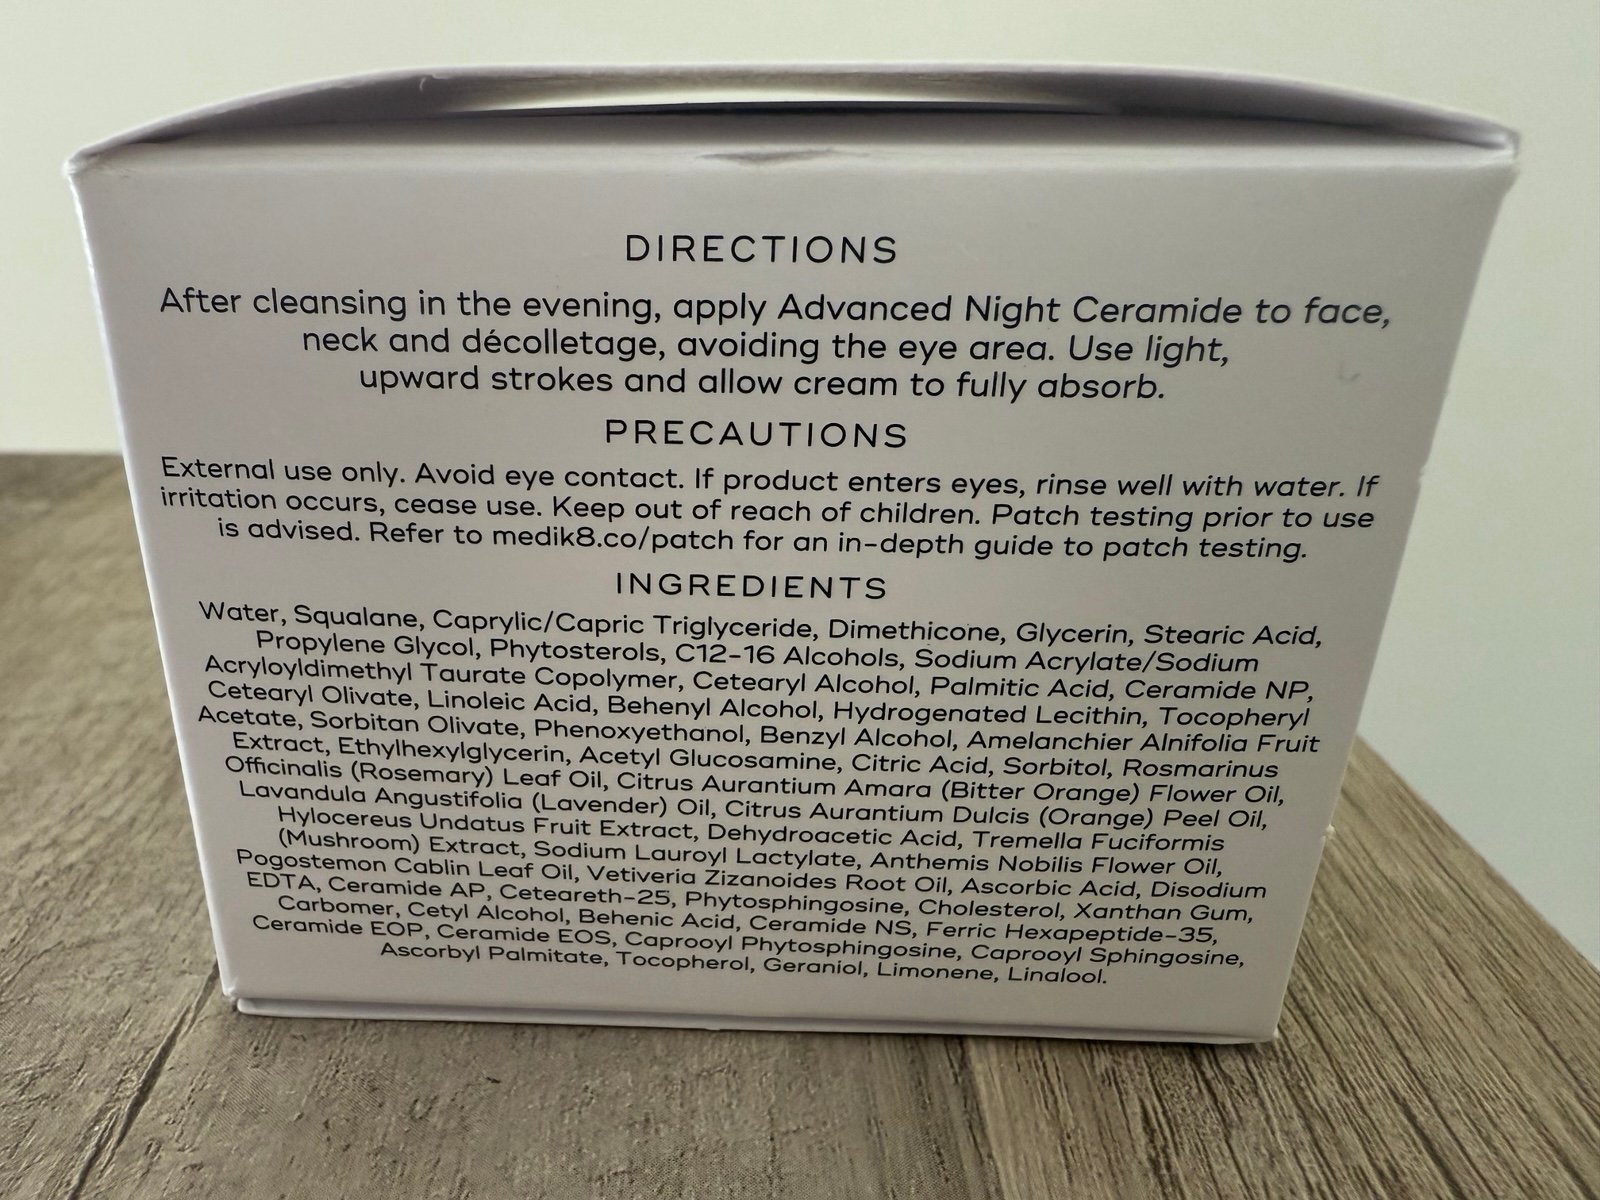 DIRECTIONS
After cleansing in the evening, apply Advanced Night Ceramide to face,
neck and décolletage, avoiding the eye area. Use light,
upward strokes and allow cream to fully absorb.
PRECAUTIONS
External use only. Avoid eye contact. If product enters eyes, rinse well with water. If
irritation occurs, cease use. Keep out of reach of children. Patch testing prior to use
is advised. Refer to medik8.co/patch for an in-depth guide to patch testing.
INGREDIENTS
Water, Squalane, Caprylic/Capric Triglyceride, Dimethicone, Glycerin, Stearic Acid,
Propylene Glycol, Phytosterols, C12-16 Alcohols, Sodium Acrylate/Sodium
Acryloyldimethyl Taurate Copolymer, Cetearyl Alcohol, Palmitic Acid, Ceramide NP,
Cetearyl Olivate, Linoleic Acid, Behenyl Alcohol, Hydrogenated Lecithin, Tocopheryl
Acetate, Sorbitan Olivate, Phenoxyethanol, Benzyl Alcohol, Amelanchier Alnifolia Fruit
Extract, Ethylhexylglycerin, Acetyl Glucosamine, Citric Acid, Sorbitol, Rosmarinus
Officinalis (Rosemary) Leaf Oil, Citrus Aurantium Amara (Bitter Orange) Flower Oil,
Lavandula Angustifolia (Lavender) Oil, Citrus Aurantium Dulcis (Orange) Peel Oil,
Hylocereus Undatus Fruit Extract, Dehydroacetic Acid, Tremella Fuciformis
(Mushroom) Extract, Sodium Lauroyl Lactylate, Anthemis Nobilis Flower Oil,
Pogostemon Cablin Leaf Oil, Vetiveria Zizanoides Root Oil, Ascorbic Acid, Disodium
EDTA, Ceramide AP, Ceteareth-25, Phytosphingosine, Cholesterol, Xanthan Gum,
Carbomer, Cetyl Alcohol, Behenic Acid, Ceramide NS, Ferric Hexapeptide-35,
Ceramide EOP, Ceramide EOS, Caprooyl Phytosphingosine, Caprooyl Sphingosine,
Ascorbyl Palmitate, Tocopherol, Geraniol, Limonene, Linalool.